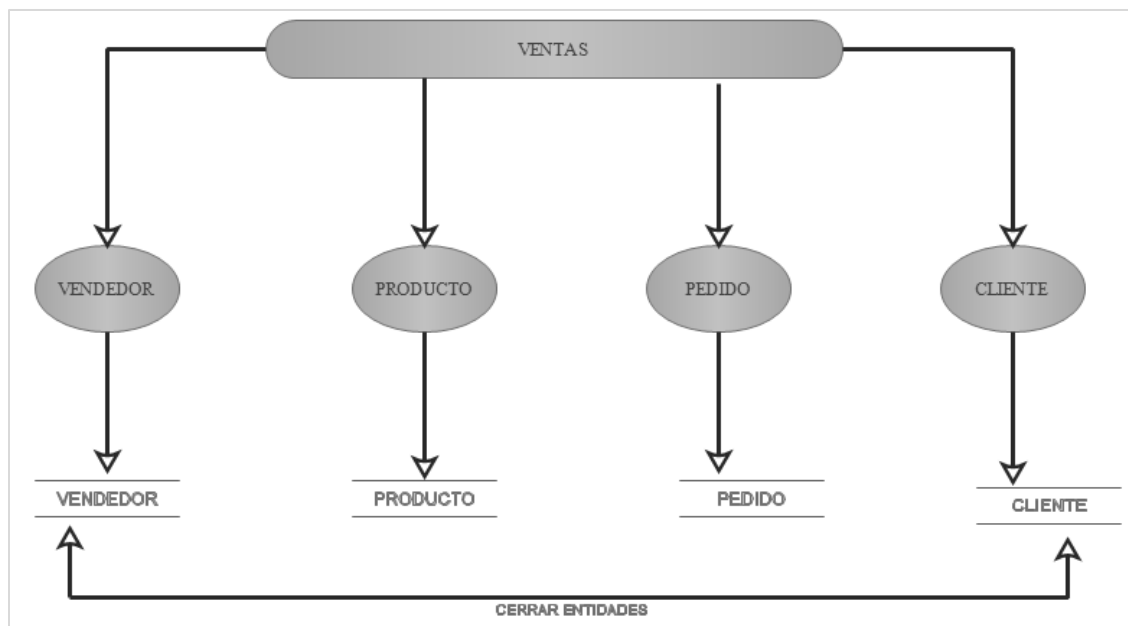 VENTAS
VENDEDOR
PRODUCTO
PEDIDO
CLIENTE
VENDEDOR
PRODUCTO
PEDIDO
CLIENTE
CERRAR ENTIDADES